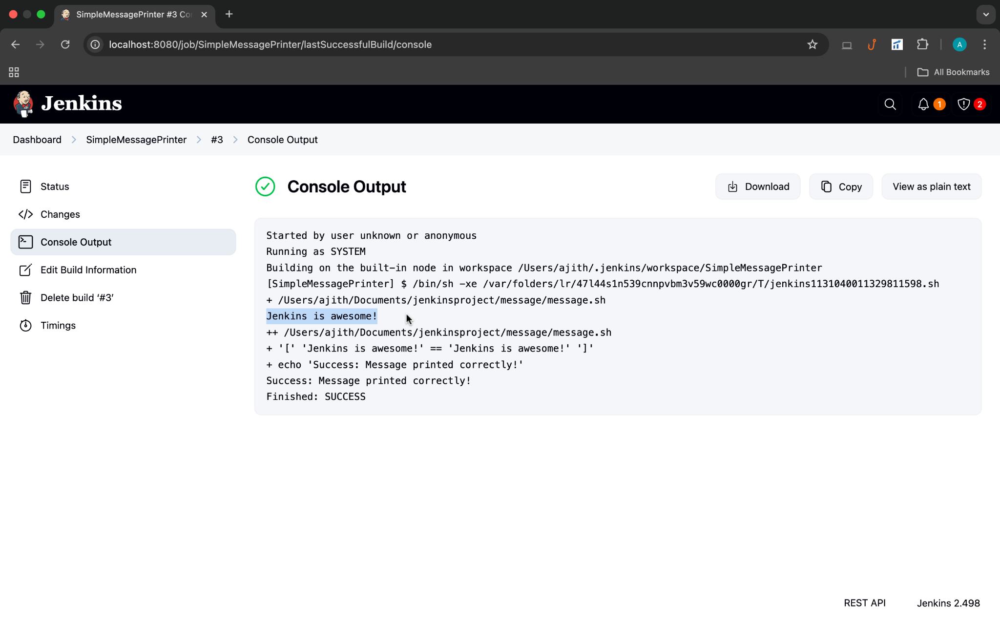 SimpleMessagePrinter #3 Co
localhost:8080/job/SimpleMessagePrinter/lastSuccessfulBuild/console
A
All Bookmarks
Jenkins
1
2
Dashboard
SimpleMessagePrinter
#3
Console Output
Status
Changes
Console Output
Edit Build Information
Delete build ‘#3’
Timings
Console Output
Download
Copy
View as plain text
Started by user unknown or anonymous
Running as SYSTEM
Building on the built-in node in workspace /Users/ajith/.jenkins/workspace/SimpleMessagePrinter
[SimpleMessagePrinter] $ /bin/sh -xe /var/folders/lr/47l44s1n539cnnpvbm3v59wc0000gr/T/jenkins1131040011329811598.sh
+ /Users/ajith/Documents/jenkinsproject/message/message.sh
Jenkins is awesome!
++ /Users/ajith/Documents/jenkinsproject/message/message.sh
+ '[' 'Jenkins is awesome!' == 'Jenkins is awesome!' ']'
+ echo 'Success: Message printed correctly!'
Success: Message printed correctly!
Finished: SUCCESS
REST API
Jenkins 2.498